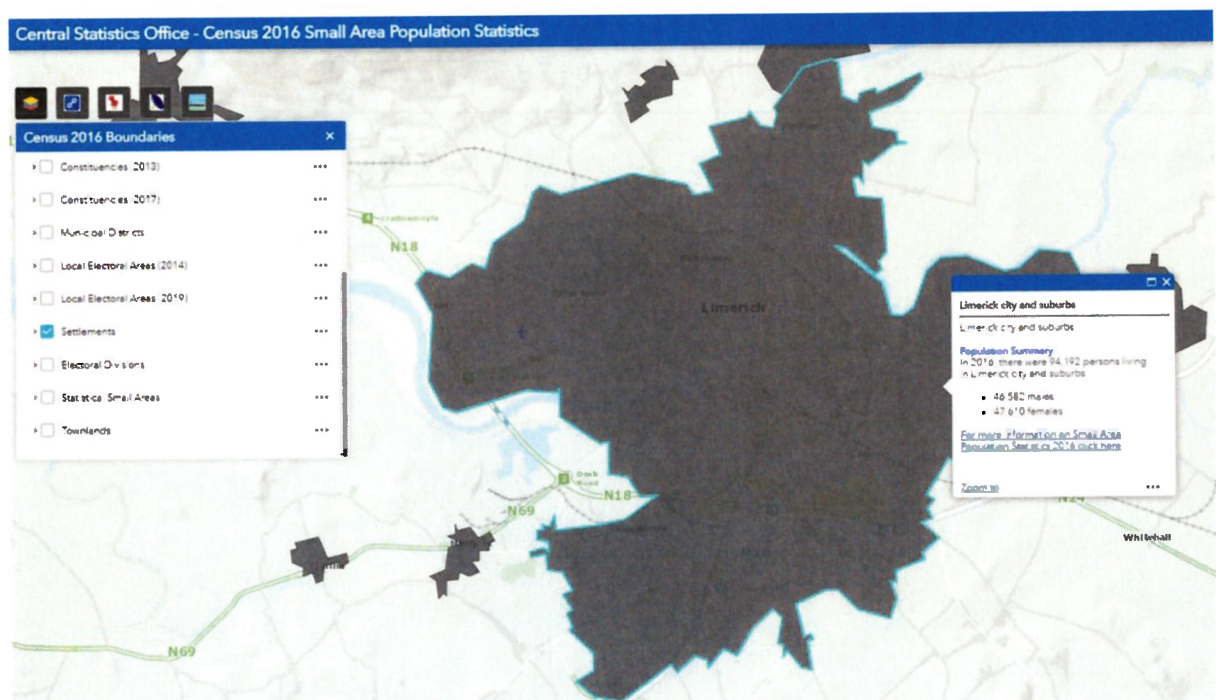 Central Statistics Office - Census 2016 Small Area Population Statistics
Census 2016 Boundaries
Constituencies (2013)
Constituencies (2017)
Municipal Districts
Local Electoral Areas (2014)
Local Electoral Areas (2019)
Settlements
Electoral Divisions
Statistical Small Areas
Townlands
4
N18
Limerick
Limerick city and suburbs
Limerick city and suburbs
Population Summary
In 2016, there were 94,192 persons living
in Limerick city and suburbs
46,582 males
47,610 females
For more information on Small Area
Population Statistics 2016 click here
Zoom to
Dock
Road
N18
N69
N24
Whitehall
N69